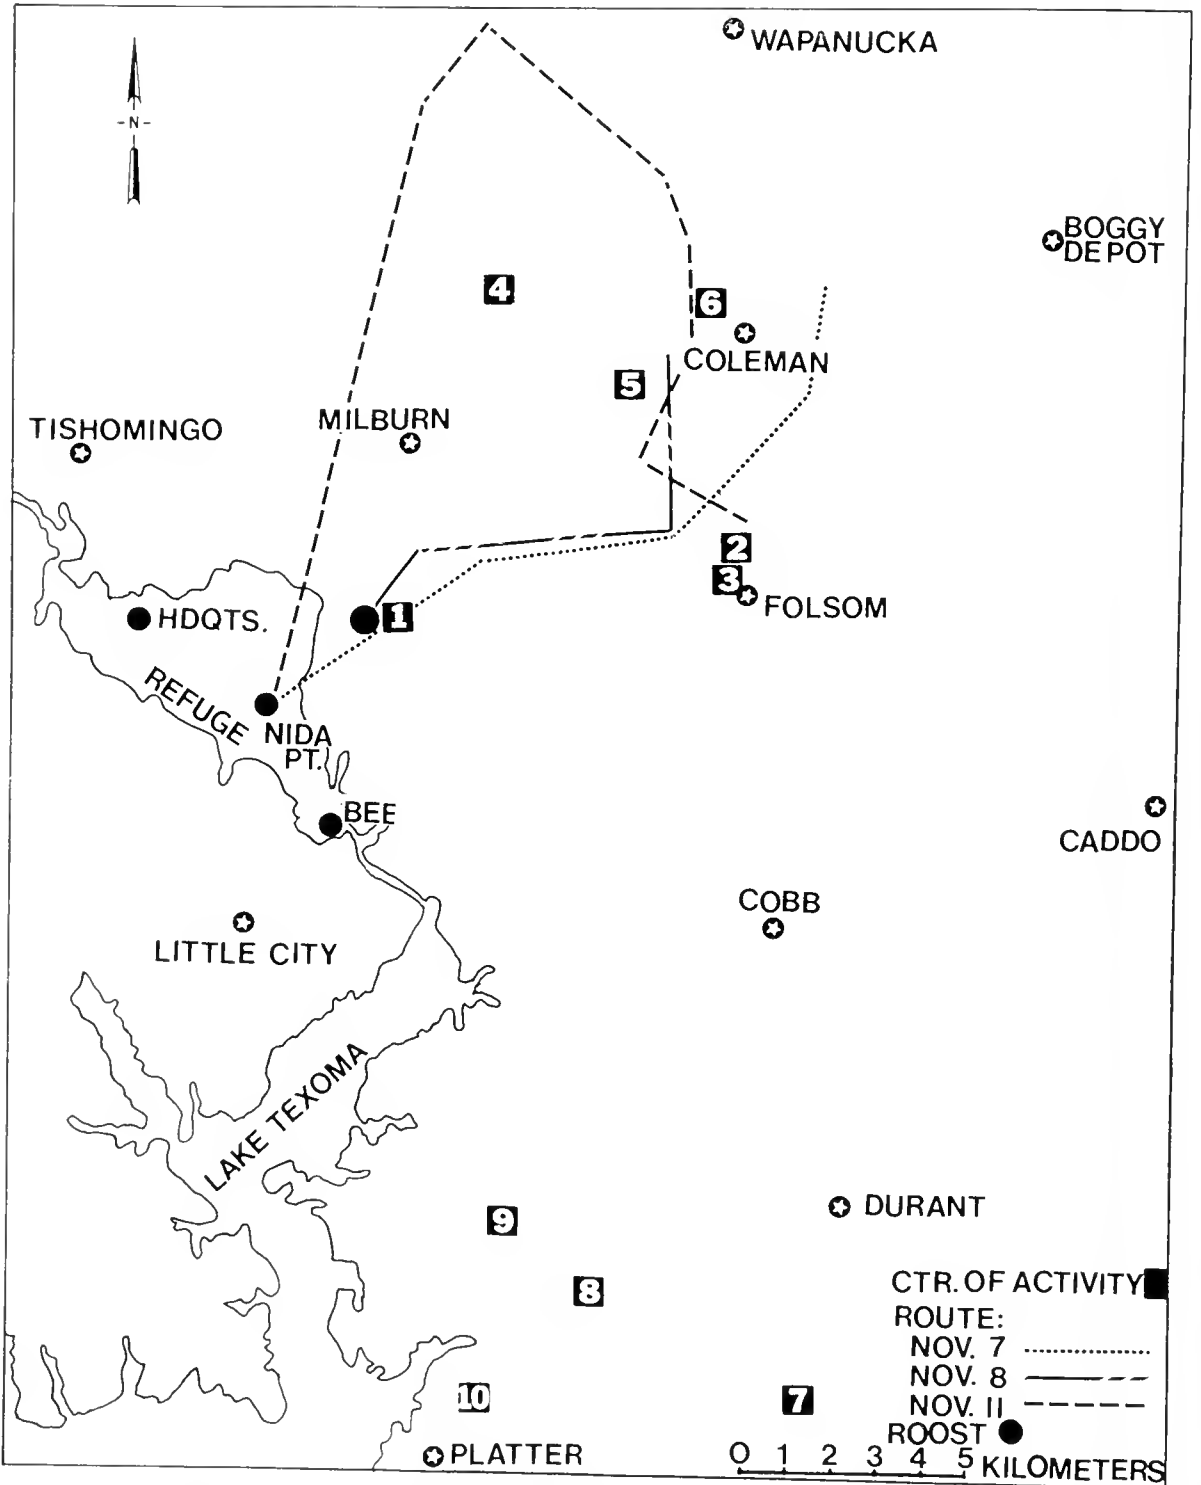 WAPANUCKA
-N-
BOGGY
DEPOT
4
6
COLEMAN
5
MILBURN
TISHOMINGO
2
3
FOLSOM
HDQTS.
1
REFUGE
NIDA
PT.
BEE
CADDO
COBB
LITTLE CITY
LAKE TEXOMA
9
DURANT
8
CTR. OF ACTIVITY
ROUTE:
NOV. 7
NOV. 8
NOV. 11
10
7
ROOST
PLATTER
0 1 2 3 4 5 KILOMETERS